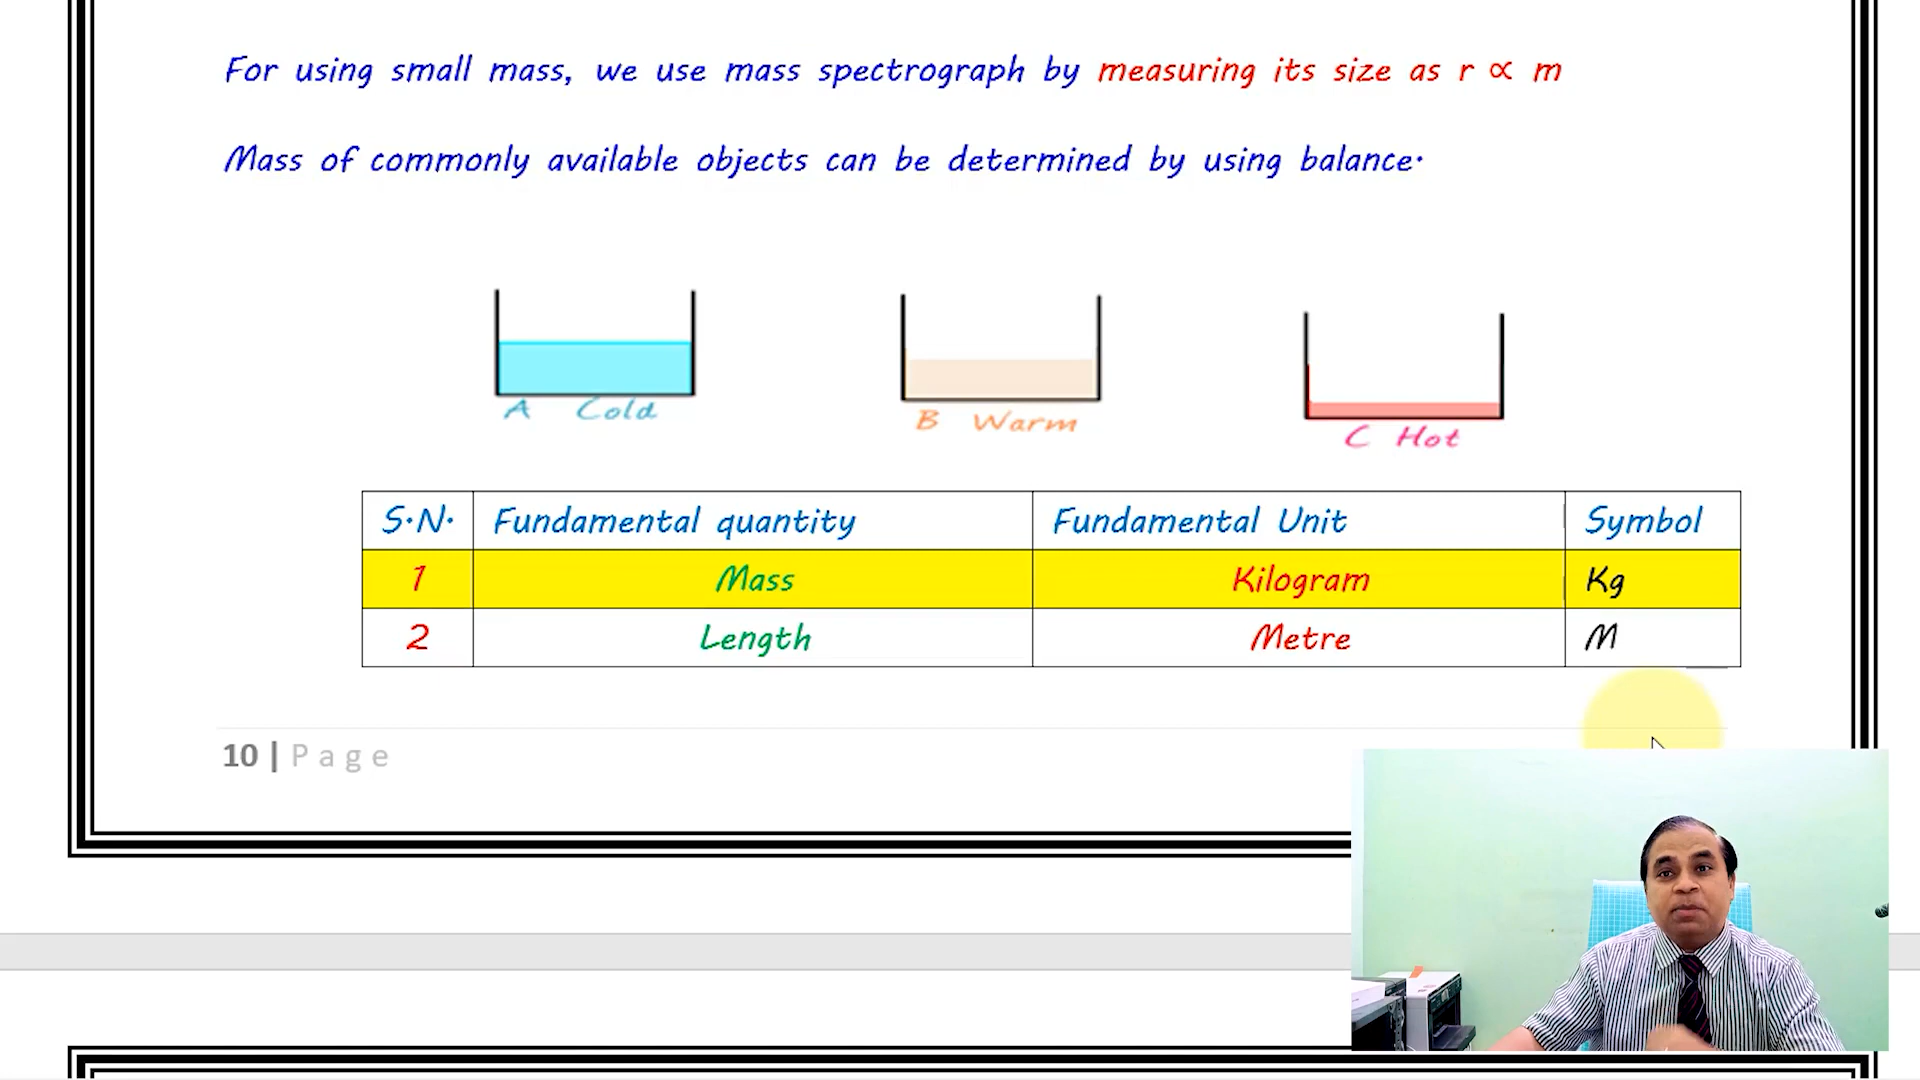 For using small mass, we use mass spectrograph by measuring its size as r ∝ m
Mass of commonly available objects can be determined by using balance.
A Cold
B Warm
C Hot
S.N. Fundamental quantity Fundamental Unit Symbol
1 Mass Kilogram Kg
2 Length Metre M
10 | Page